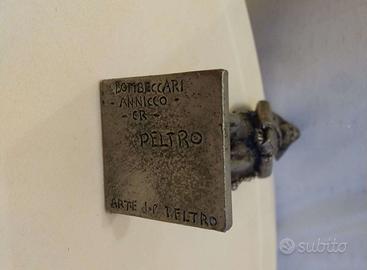 BOMBECCARI
- ANNICCO -
- CR -
PELTRO
ARTE d.l PELTRO
subito